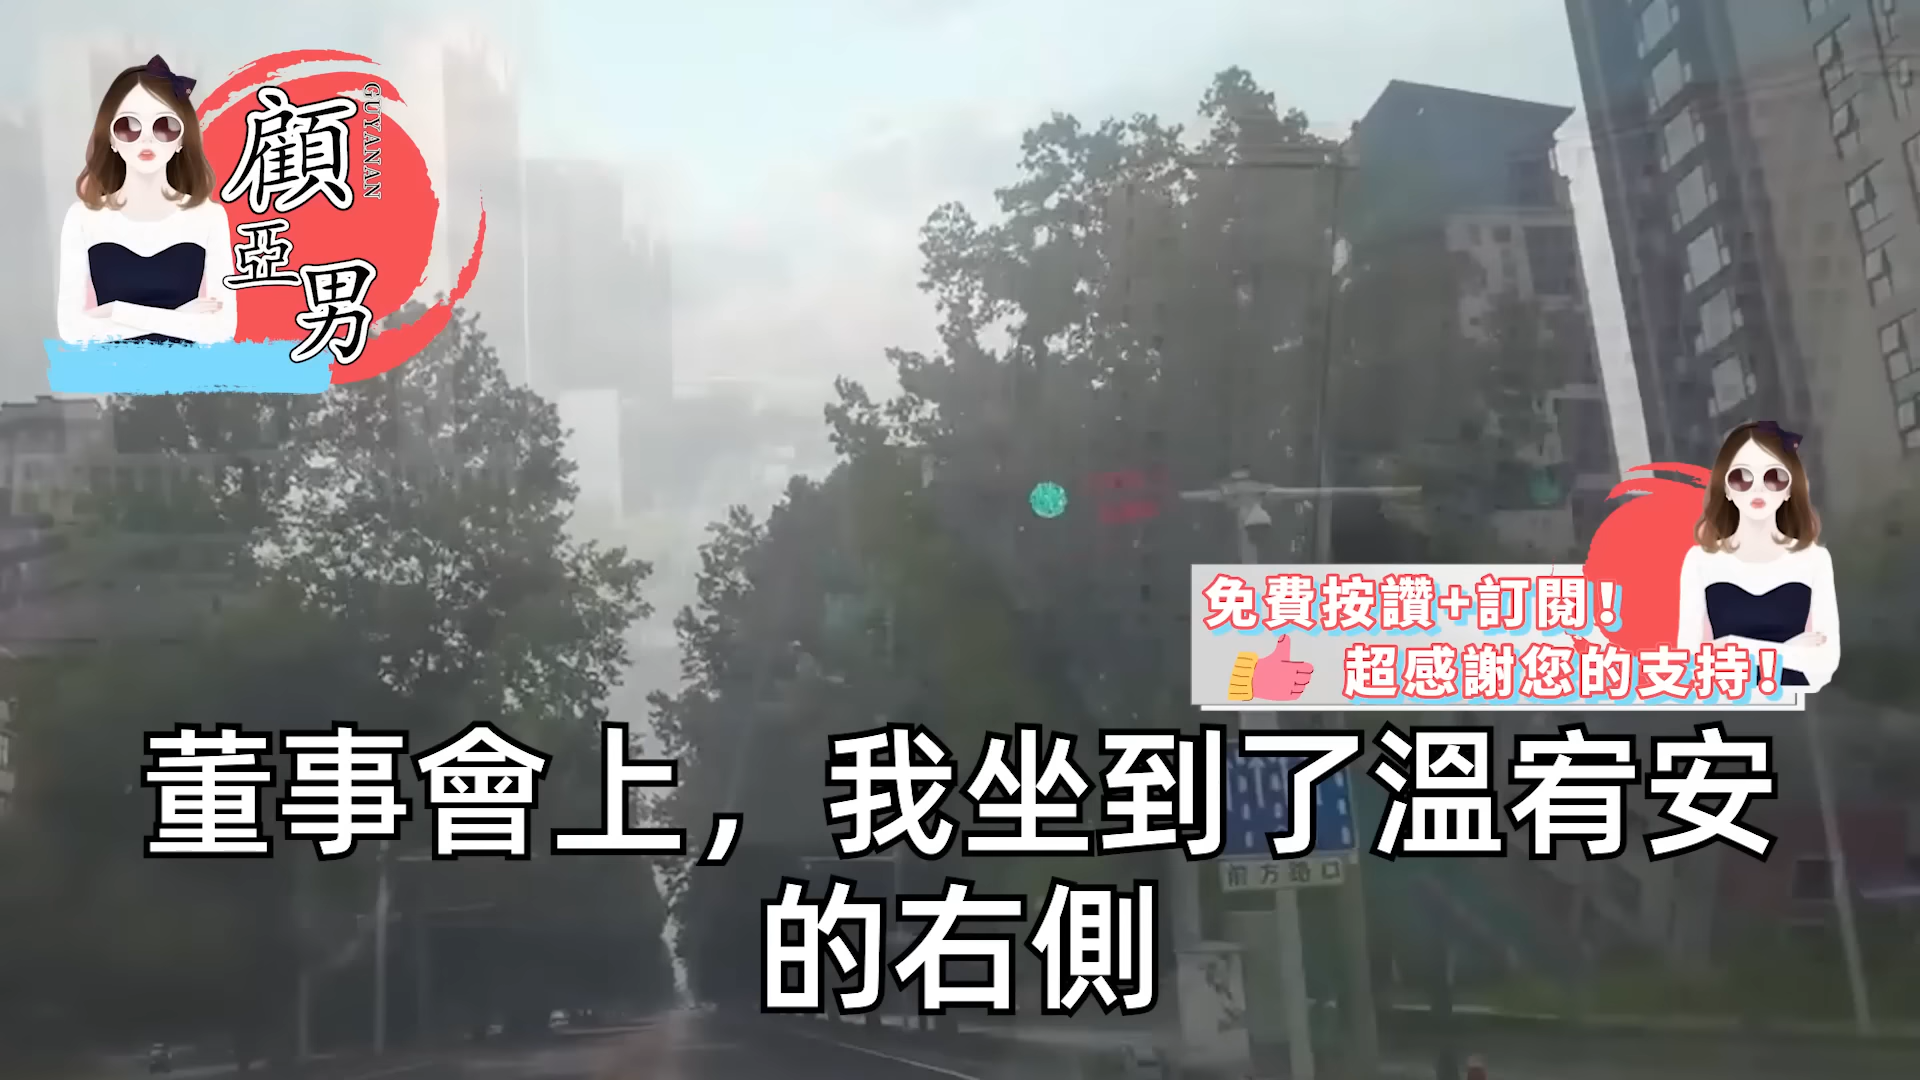 顧亞男
GUYANAN
免費按讚+訂閱!
超感謝您的支持!
董事會上，我坐到了溫宥安
的右側
前方路口